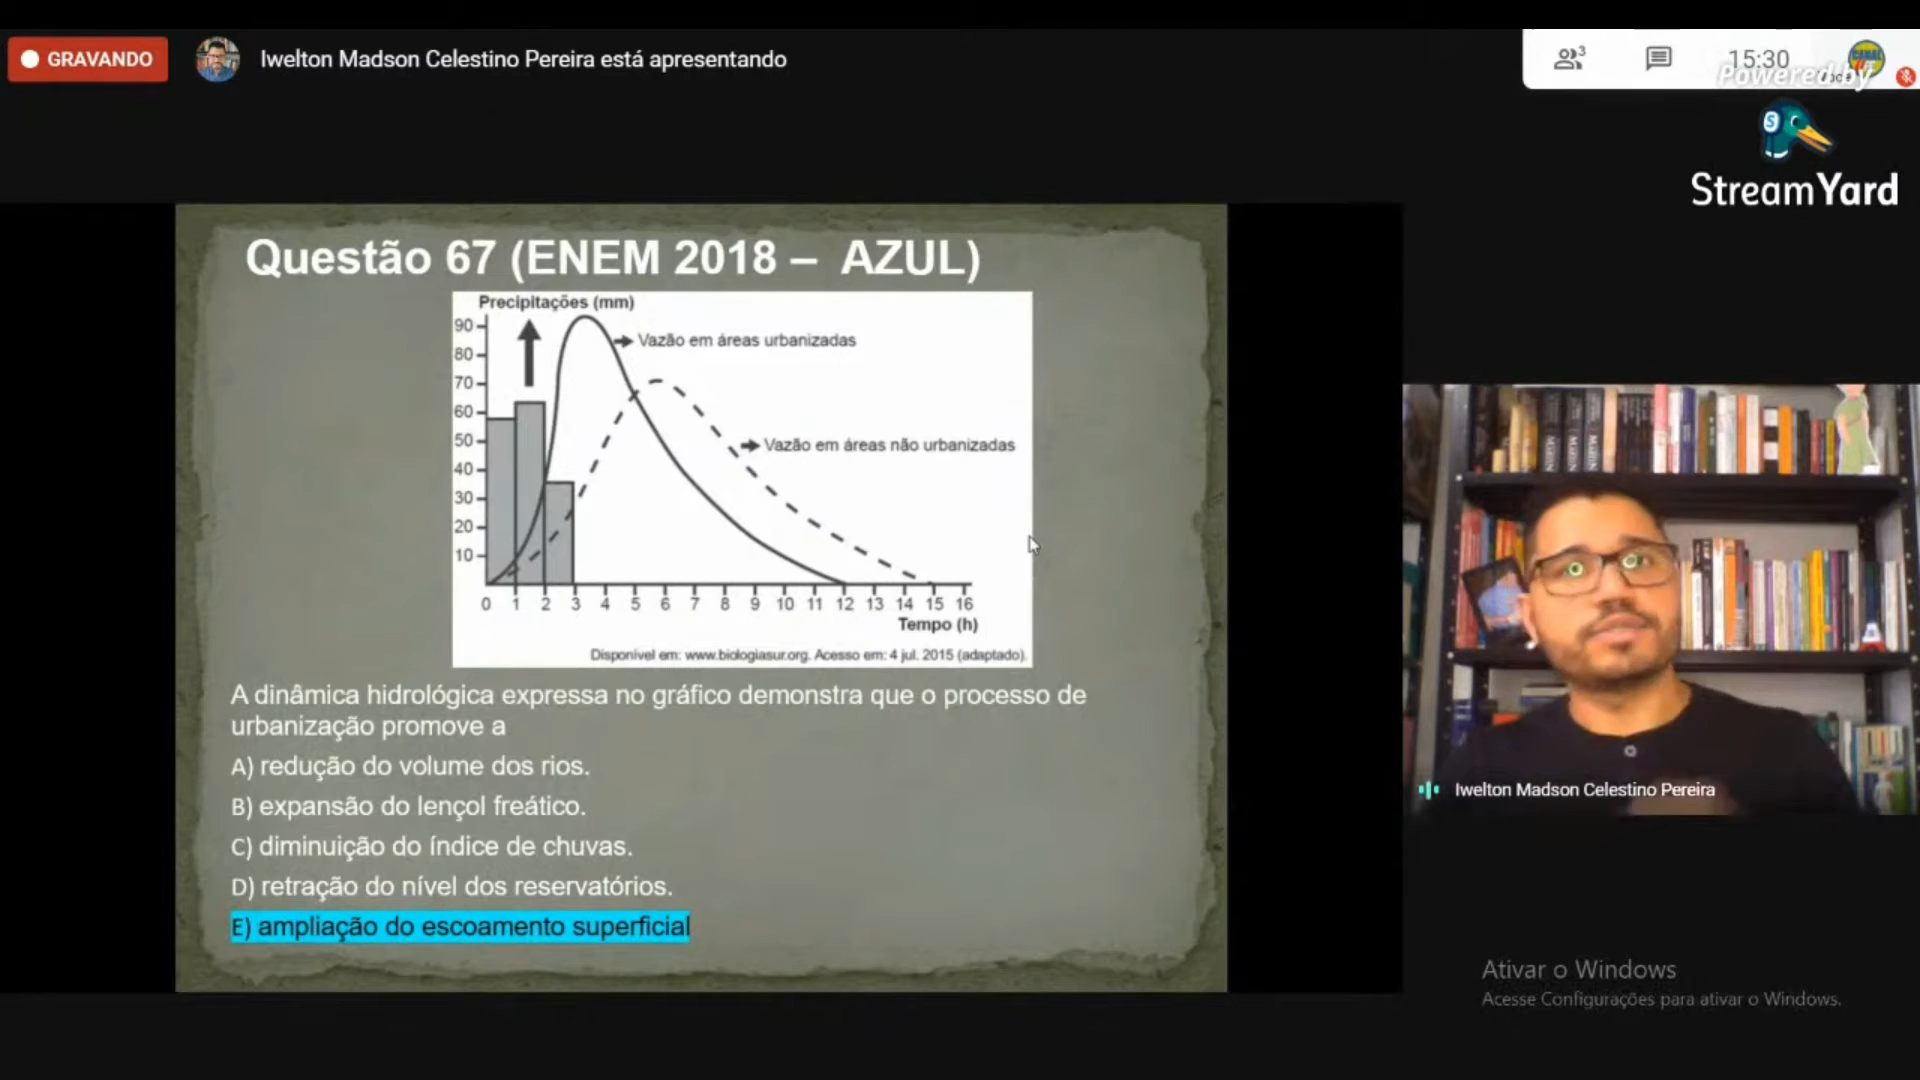 GRAVANDO
Iwelton Madson Celestino Pereira está apresentando
3
15:30
Powered by
StreamYard
Questão 67 (ENEM 2018 – AZUL)
Precipitações (mm)
90
80
70
60
50
40
30
20
10
Vazão em áreas urbanizadas
Vazão em áreas não urbanizadas
0 1 2 3 4 5 6 7 8 9 10 11 12 13 14 15 16
Tempo (h)
Disponível em: www.biologiasur.org. Acesso em: 4 jul. 2015 (adaptado).
A dinâmica hidrológica expressa no gráfico demonstra que o processo de
urbanização promove a
A) redução do volume dos rios.
B) expansão do lençol freático.
C) diminuição do índice de chuvas.
D) retração do nível dos reservatórios.
E) ampliação do escoamento superficial
Iwelton Madson Celestino Pereira
Ativar o Windows
Acesse Configurações para ativar o Windows.